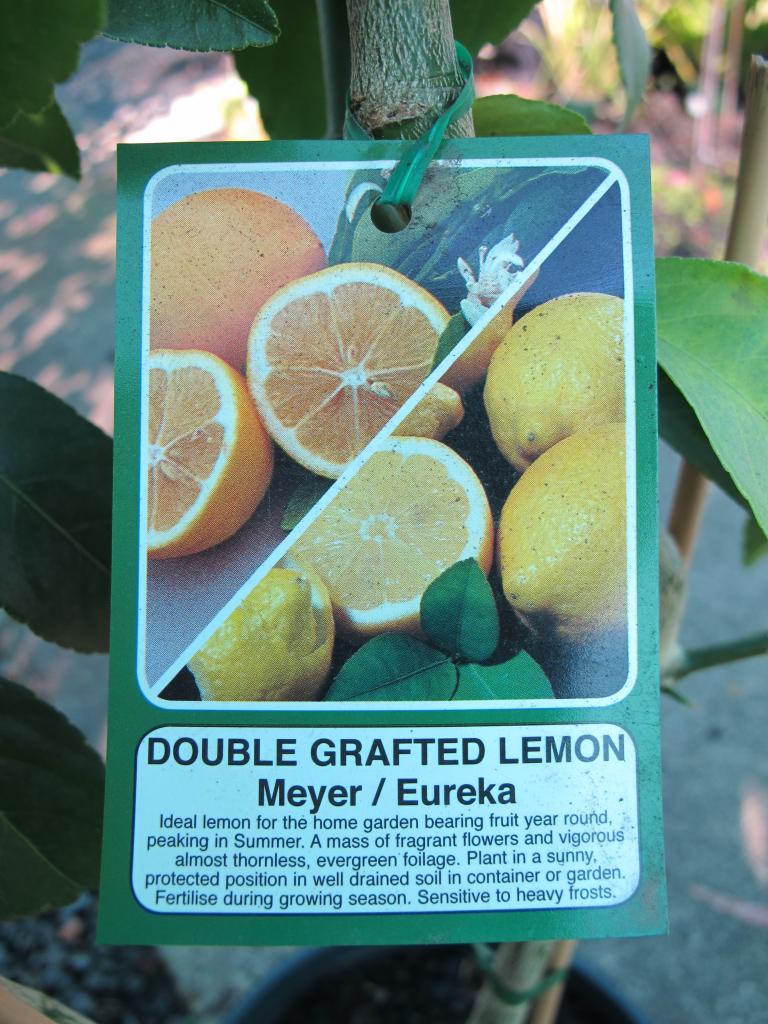 DOUBLE GRAFTED LEMON
Meyer / Eureka
Ideal lemon for the home garden bearing fruit year round,
peaking in Summer. A mass of fragrant flowers and vigorous
almost thornless, evergreen foilage. Plant in a sunny,
protected position in well drained soil in container or garden.
Fertilise during growing season. Sensitive to heavy frosts.